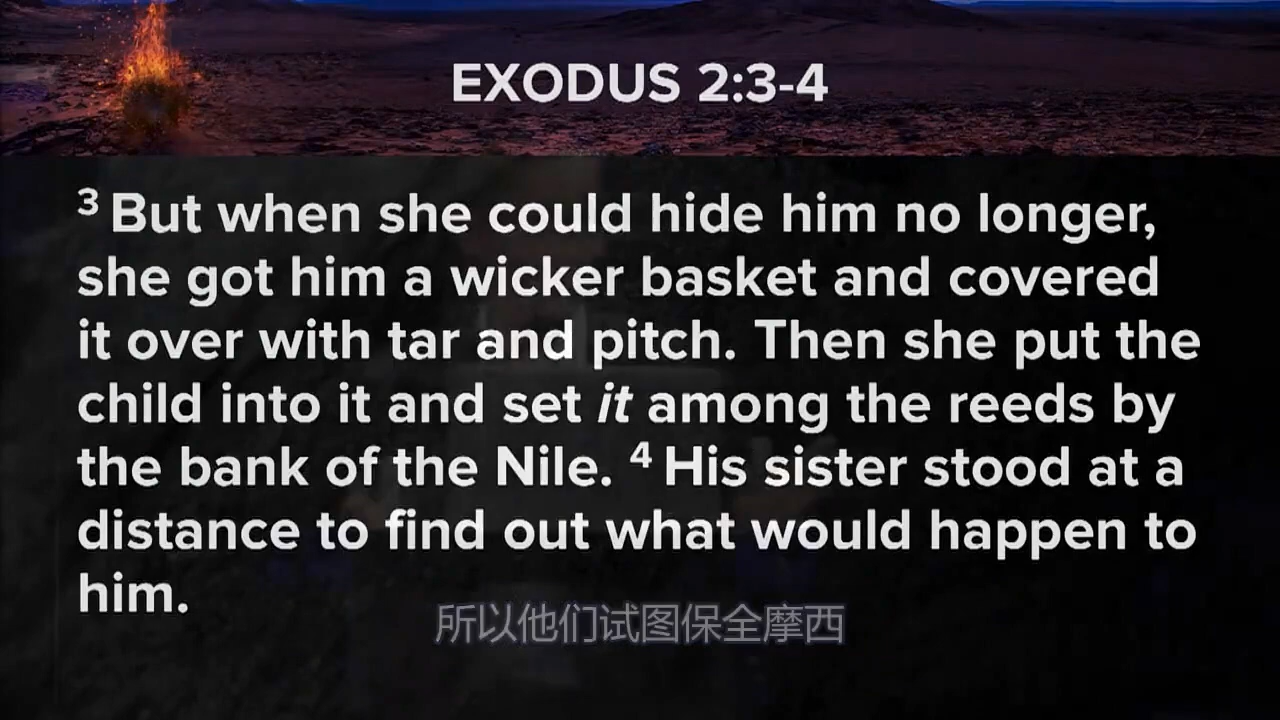 EXODUS 2:3-4
3 But when she could hide him no longer,
she got him a wicker basket and covered
it over with tar and pitch. Then she put the
child into it and set it among the reeds by
the bank of the Nile. 4 His sister stood at a
distance to find out what would happen to
him.
所以他们试图保全摩西